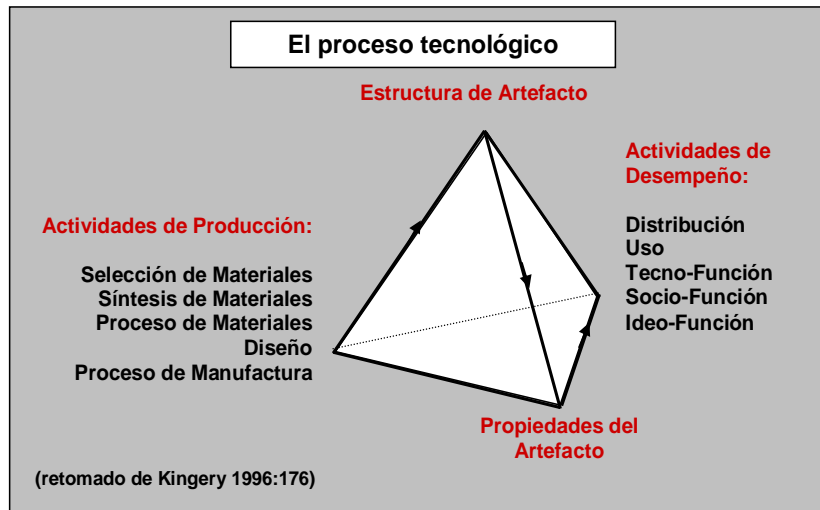 El proceso tecnológico
Estructura de Artefacto
Actividades de
Desempeño:
Distribución
Uso
Tecno-Función
Socio-Función
Ideo-Función
Actividades de Producción:
Selección de Materiales
Síntesis de Materiales
Proceso de Materiales
Diseño
Proceso de Manufactura
Propiedades del
Artefacto
(retomado de Kingery 1996:176)